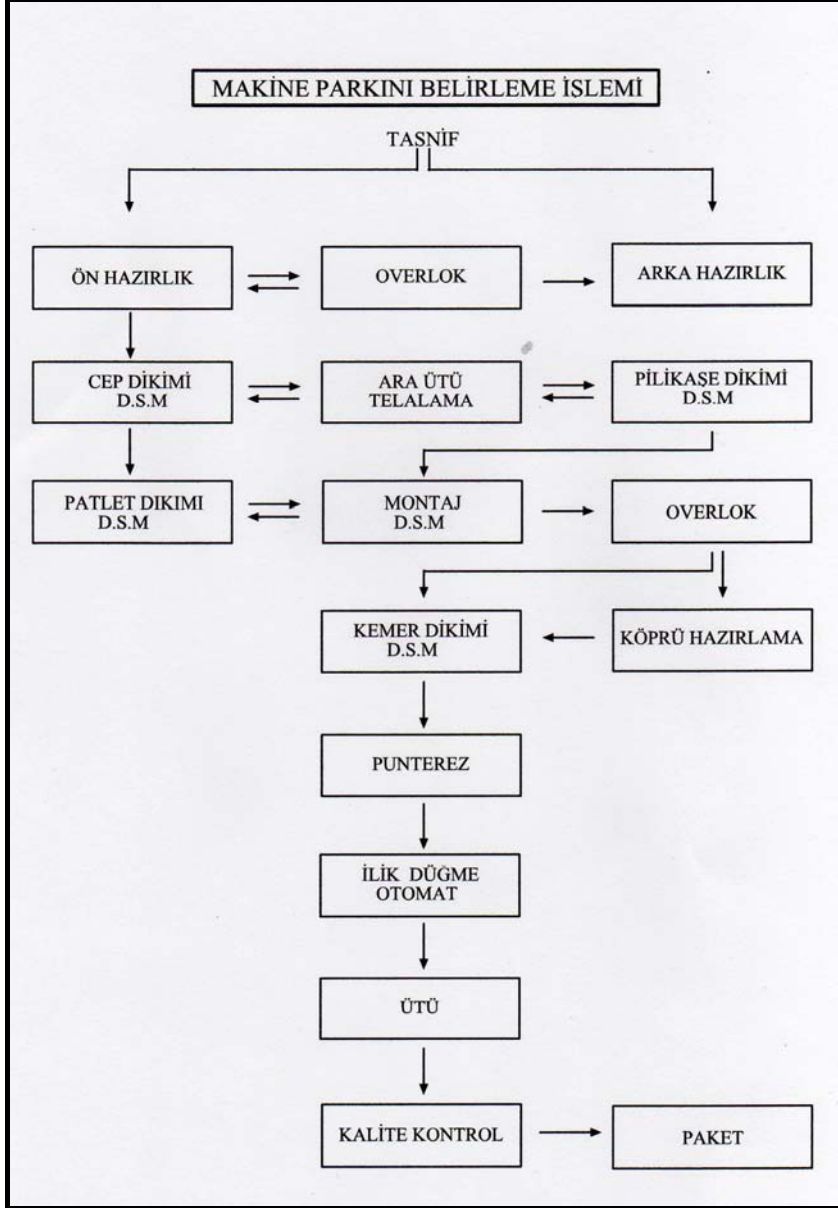 MAKİNE PARKINI BELİRLEME İŞLEMİ
TASNİF
ÖN HAZIRLIK
OVERLOK
ARKA HAZIRLIK
CEP DİKİMİ
D.S.M
ARA ÜTÜ
TELALAMA
PİLİKAŞE DİKİMİ
D.S.M
PATLET DIKIMI
D.S.M
MONTAJ
D.S.M
OVERLOK
KEMER DİKİMİ
D.S.M
KÖPRÜ HAZIRLAMA
PUNTEREZ
İLİK DÜĞME
OTOMAT
ÜTÜ
KALİTE KONTROL
PAKET